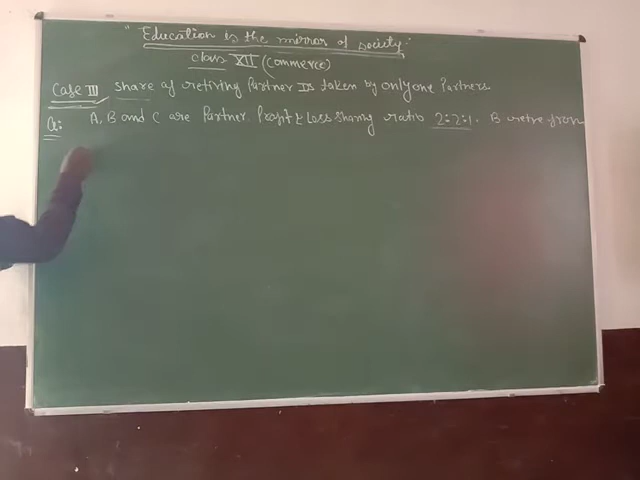 "Education is the mirror of society."
class XII (Commerce)
Case III share of retiring Partner Is taken by only one Partners
Q: A, B and C are Partner. Profit & Loss sharing ratio 2:2:1. B retire from